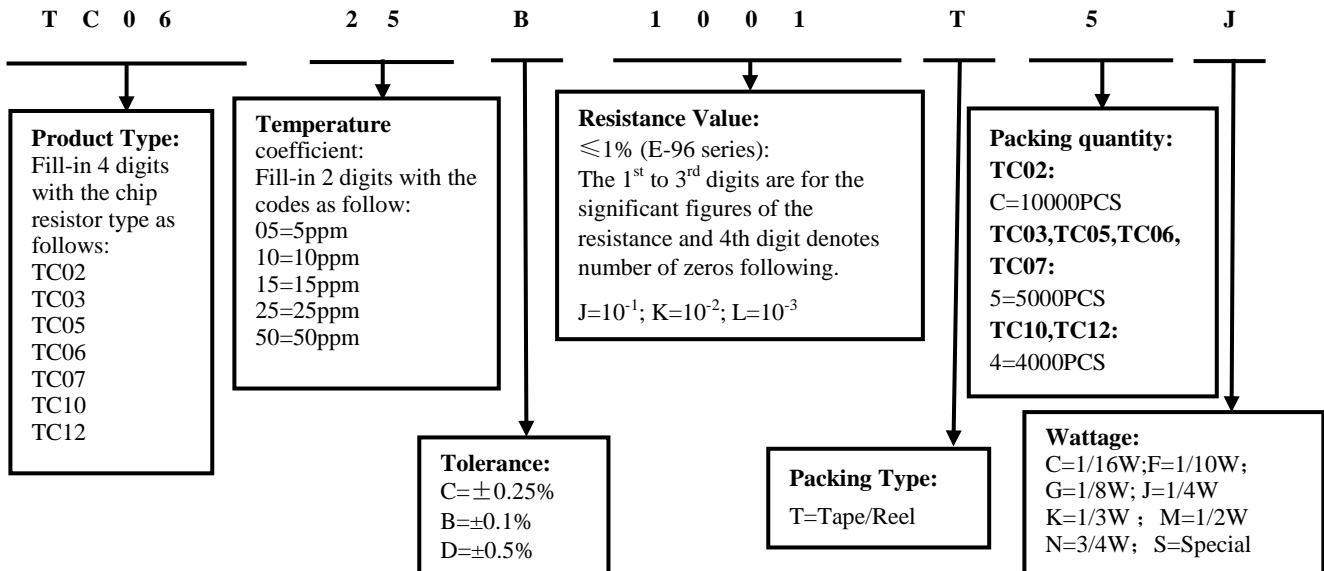 T C 0 6 2 5 B 1 0 0 1 T 5 J
Product Type:
Fill-in 4 digits
with the chip
resistor type as
follows:
TC02
TC03
TC05
TC06
TC07
TC10
TC12
Temperature
coefficient:
Fill-in 2 digits with the
codes as follow:
05=5ppm
10=10ppm
15=15ppm
25=25ppm
50=50ppm
Tolerance:
C=±0.25%
B=±0.1%
D=±0.5%
Resistance Value:
≦1% (E-96 series):
The 1st to 3rd digits are for the
significant figures of the
resistance and 4th digit denotes
number of zeros following.
J=10^-1; K=10^-2; L=10^-3
Packing Type:
T=Tape/Reel
Packing quantity:
TC02:
C=10000PCS
TC03,TC05,TC06,
TC07:
5=5000PCS
TC10,TC12:
4=4000PCS
Wattage:
C=1/16W;F=1/10W；
G=1/8W; J=1/4W
K=1/3W ； M=1/2W
N=3/4W； S=Special